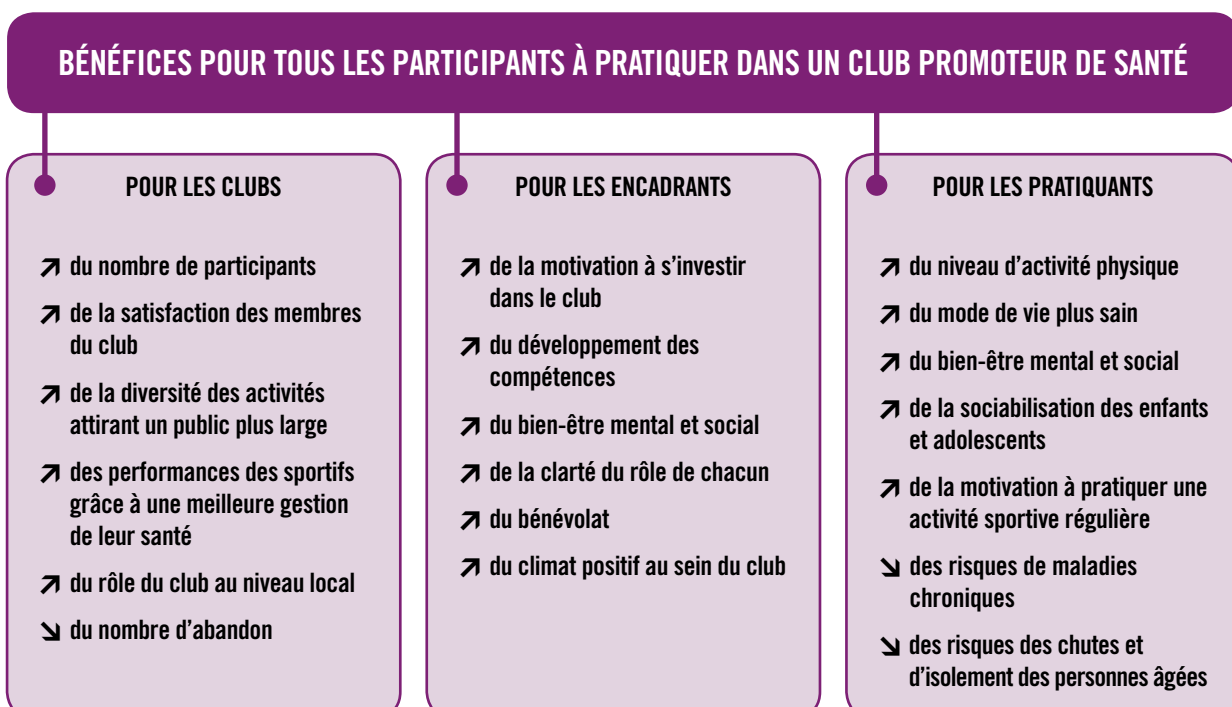 BÉNÉFICES POUR TOUS LES PARTICIPANTS À PRATIQUER DANS UN CLUB PROMOTEUR DE SANTÉ
POUR LES CLUBS
↗ du nombre de participants
↗ de la satisfaction des membres
du club
↗ de la diversité des activités
attirant un public plus large
↗ des performances des sportifs
grâce à une meilleure gestion
de leur santé
↗ du rôle du club au niveau local
↘ du nombre d’abandon
POUR LES ENCADRANTS
↗ de la motivation à s’investir
dans le club
↗ du développement des
compétences
↗ du bien-être mental et social
↗ de la clarté du rôle de chacun
↗ du bénévolat
↗ du climat positif au sein du club
POUR LES PRATIQUANTS
↗ du niveau d’activité physique
↗ du mode de vie plus sain
↗ du bien-être mental et social
↗ de la sociabilisation des enfants
et adolescents
↗ de la motivation à pratiquer une
activité sportive régulière
↘ des risques de maladies
chroniques
↘ des risques des chutes et
d’isolement des personnes âgées